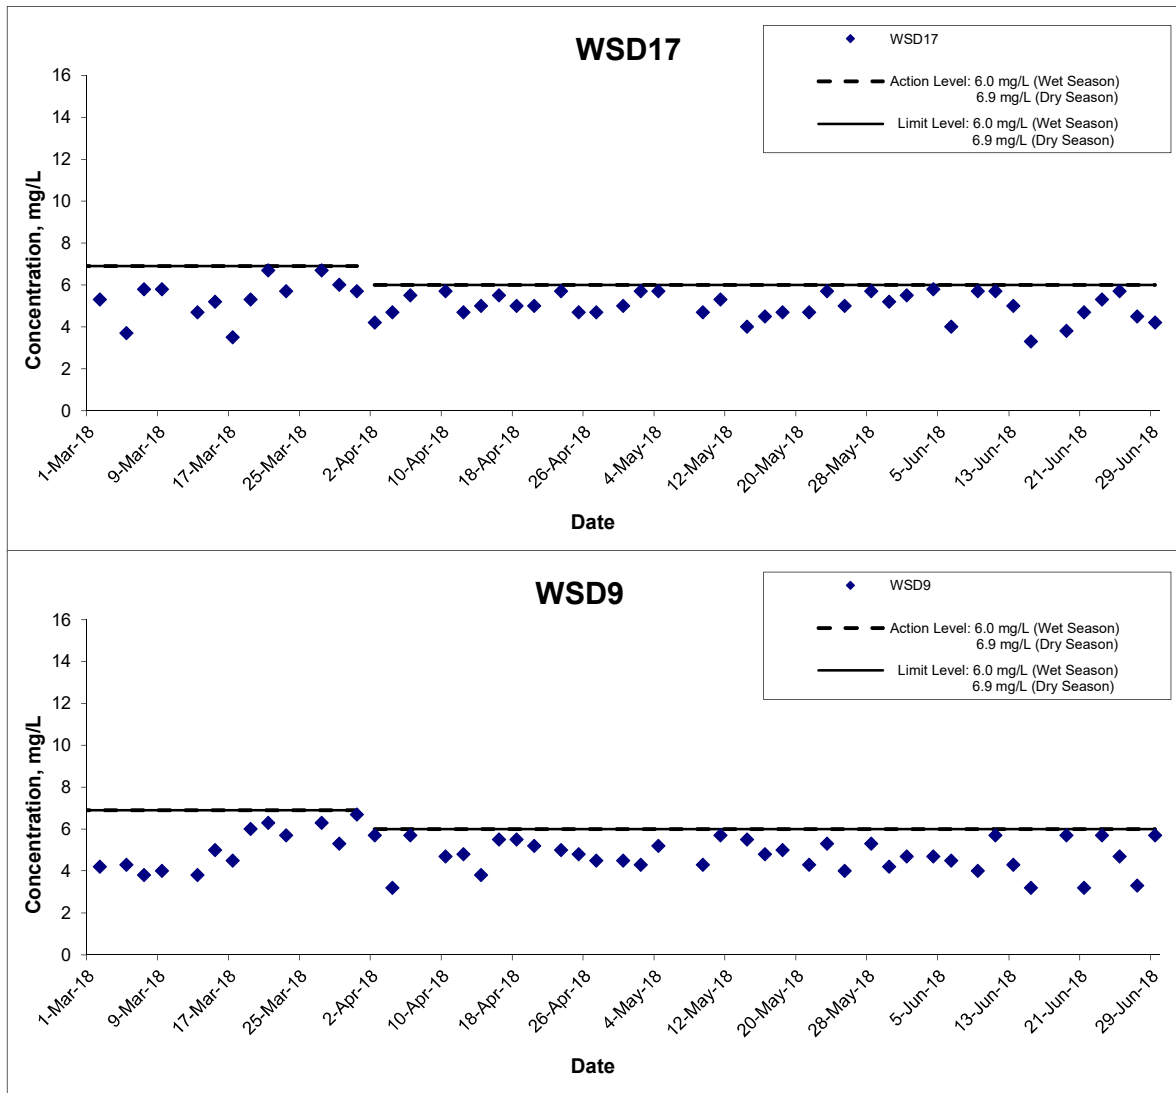 WSD17
WSD17
Action Level: 6.0 mg/L (Wet Season)
6.9 mg/L (Dry Season)
Limit Level: 6.0 mg/L (Wet Season)
6.9 mg/L (Dry Season)
Concentration, mg/L
16
14
12
10
8
6
4
2
0
1-Mar-18
9-Mar-18
17-Mar-18
25-Mar-18
2-Apr-18
10-Apr-18
18-Apr-18
26-Apr-18
4-May-18
12-May-18
20-May-18
28-May-18
5-Jun-18
13-Jun-18
21-Jun-18
29-Jun-18
Date
WSD9
WSD9
Action Level: 6.0 mg/L (Wet Season)
6.9 mg/L (Dry Season)
Limit Level: 6.0 mg/L (Wet Season)
6.9 mg/L (Dry Season)
Concentration, mg/L
16
14
12
10
8
6
4
2
0
1-Mar-18
9-Mar-18
17-Mar-18
25-Mar-18
2-Apr-18
10-Apr-18
18-Apr-18
26-Apr-18
4-May-18
12-May-18
20-May-18
28-May-18
5-Jun-18
13-Jun-18
21-Jun-18
29-Jun-18
Date